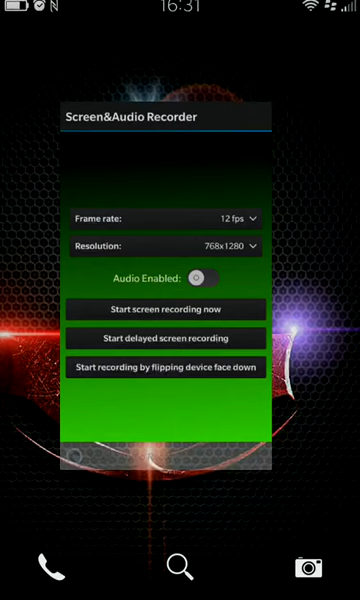 16:31
Screen&Audio Recorder
Frame rate: 12 fps
Resolution: 768x1280
Audio Enabled:
Start screen recording now
Start delayed screen recording
Start recording by flipping device face down